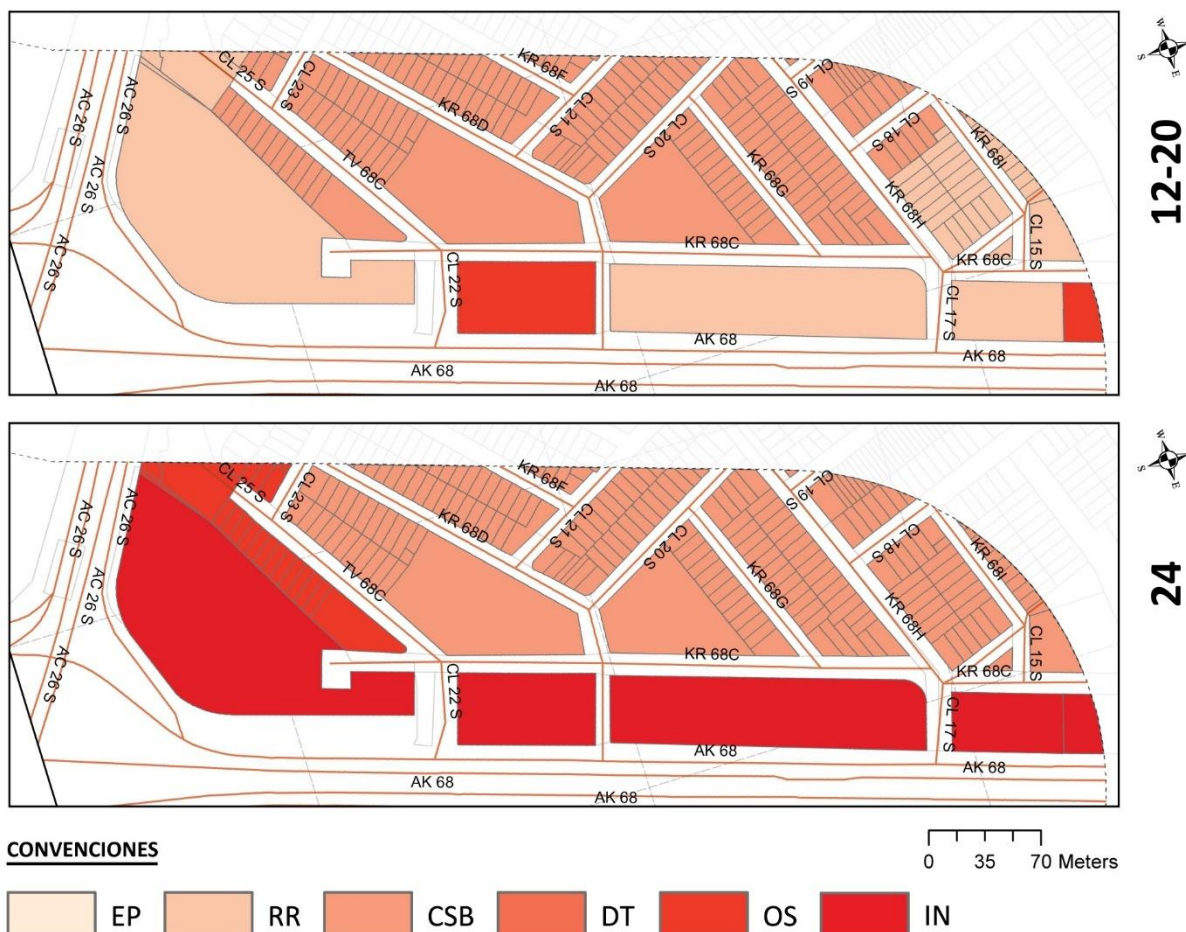 AC 26 S
AC 26 S
AC 26 S
AC 26 S
CL 25 S
CL 23 S
TV 68C
KR 68D
KR 68F
CL 21 S
CL 20 S
KR 68G
CL 19 S
CL 18 S
KR 68H
KR 68I
CL 15 S
KR 68C
KR 68C
CL 22 S
CL 17 S
AK 68
AK 68
AK 68
AK 68
W
S
E
12-20
AC 26 S
AC 26 S
AC 26 S
AC 26 S
CL 25 S
CL 23 S
TV 68C
KR 68D
KR 68F
CL 21 S
CL 20 S
KR 68G
CL 19 S
CL 18 S
KR 68H
KR 68I
CL 15 S
KR 68C
KR 68C
CL 22 S
CL 17 S
AK 68
AK 68
AK 68
AK 68
W
S
E
24
CONVENCIONES
0 35 70 Meters
EP RR CSB DT OS IN